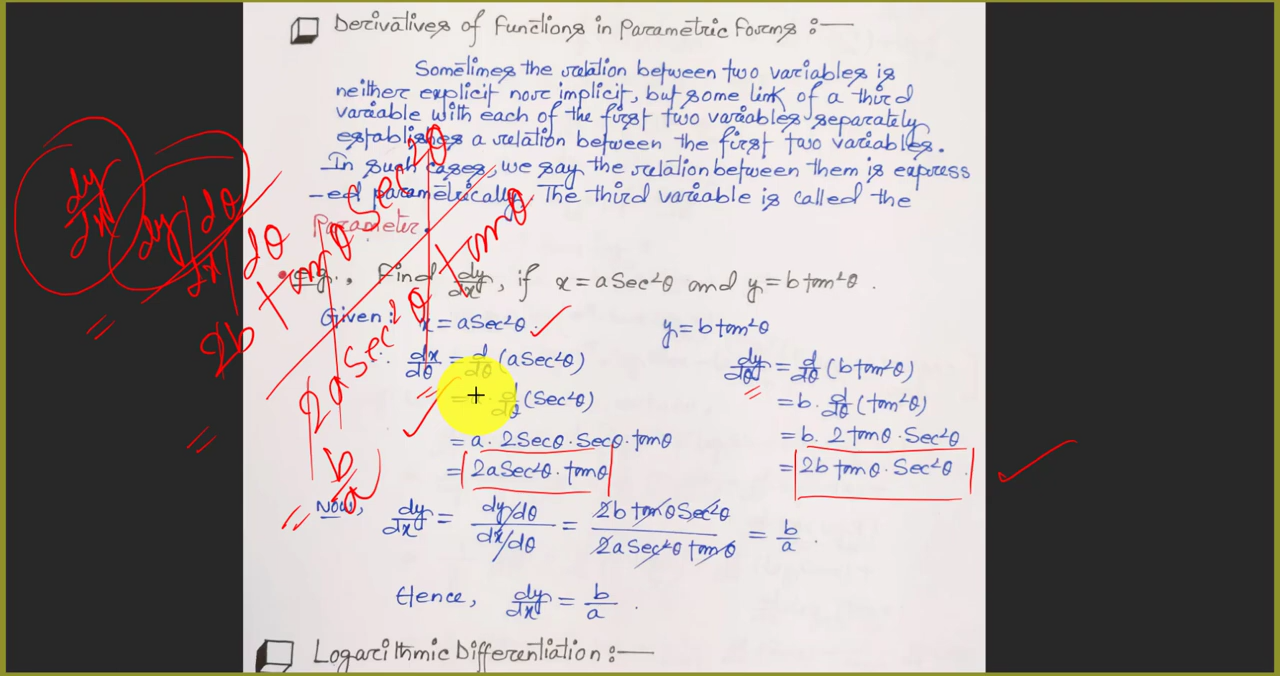 Derivatives of Functions in Parametric Forms :—
Sometimes the relation between two variables is
neither explicit nor implicit, but some link of a third
variable with each of the first two variables separately
establishes a relation between the first two variables.
In such cases, we say the relation between them is express
-ed parametrically. The third variable is called the
Parameter.
e.g., Find dy/dx, if x = a Sec²θ and y = b tan²θ.
Given: x = aSec²θ.
y = b tan²θ
∴ dx/dθ = d/dθ (aSec²θ)
dy/dθ = d/dθ (b tan²θ)
= a. d/dθ (Sec²θ)
= b. d/dθ (tan²θ)
= a. 2Secθ. Secθ. tanθ
= b. 2 tanθ. Sec²θ
= 2aSec²θ. tanθ
= 2b tanθ. Sec²θ.
Now, dy/dx = (dy/dθ)/(dx/dθ) = (2b tanθ Sec²θ)/(2a Sec²θ tanθ) = b/a.
Hence, dy/dx = b/a.
Logarithmic Differentiation :—
dy/dx
dy/dθ
dx/dθ
= 2b tanθ Sec²θ
2a Sec²θ tanθ
= b/a
=